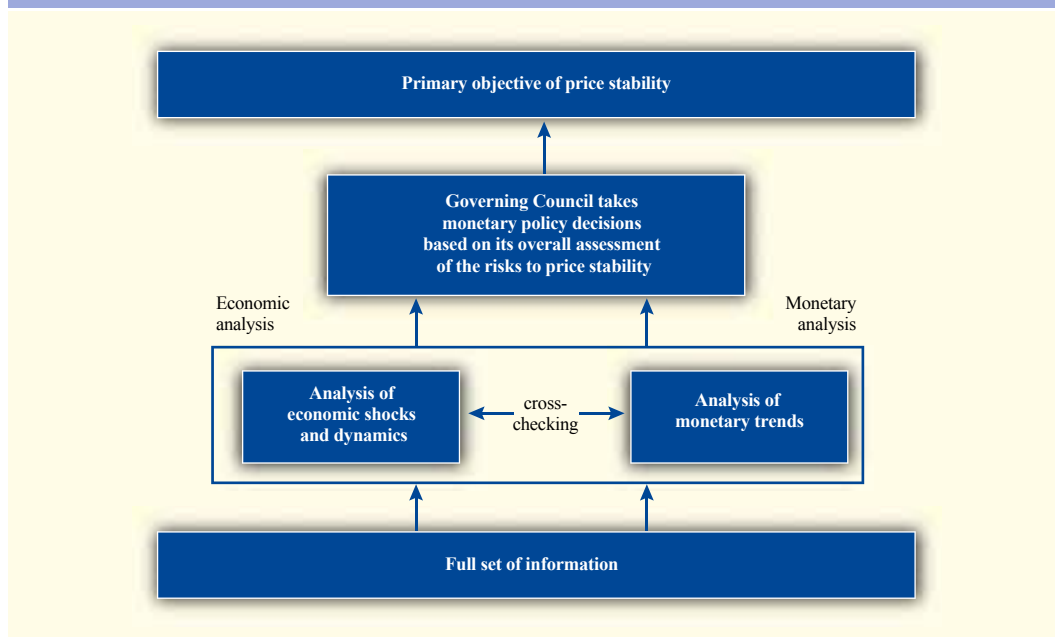 Primary objective of price stability
Governing Council takes
monetary policy decisions
based on its overall assessment
of the risks to price stability
Economic
analysis
Monetary
analysis
Analysis of
economic shocks
and dynamics
cross-
checking
Analysis of
monetary trends
Full set of information